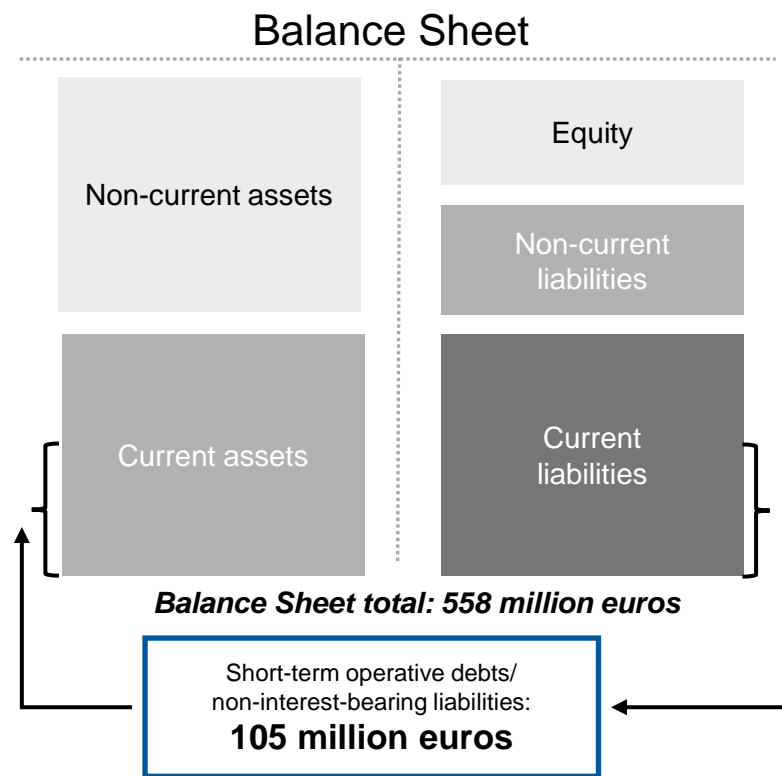 Balance Sheet
Non-current assets
Equity
Non-current
liabilities
Current assets
Current
liabilities
Balance Sheet total: 558 million euros
Short-term operative debts/
non-interest-bearing liabilities:
105 million euros